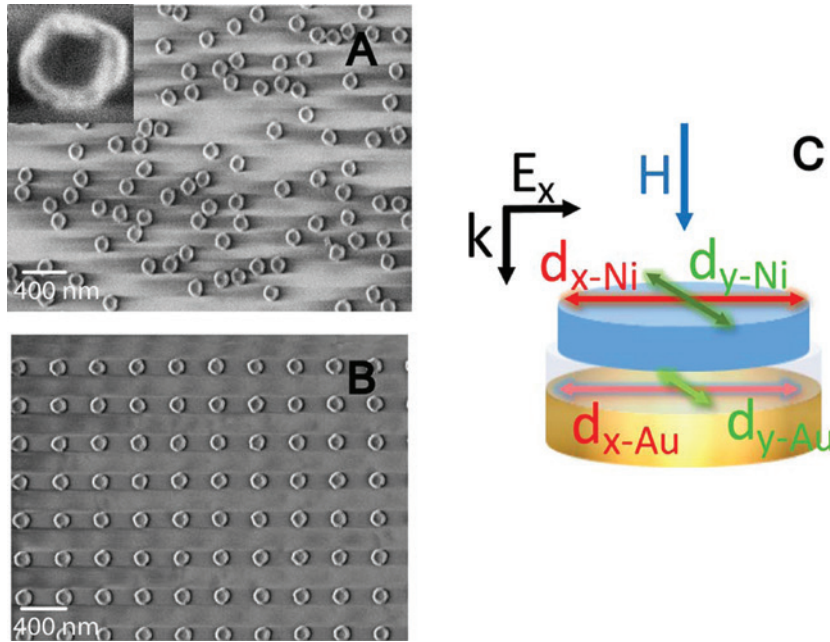 A
400 nm
B
400 nm
C
H
Ex
k
dx-Ni
dy-Ni
dx-Au
dy-Au